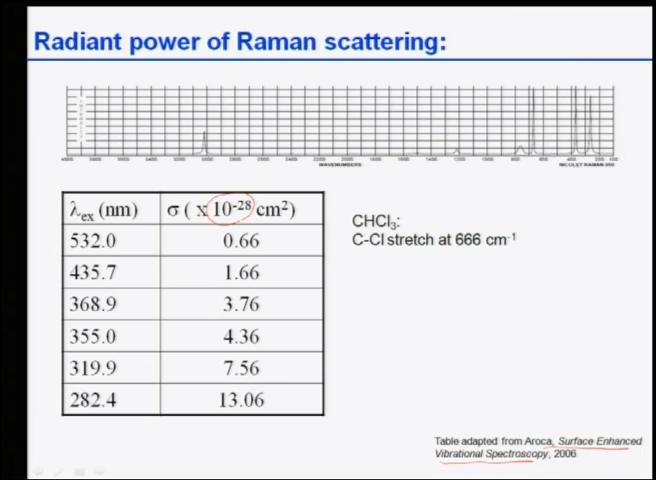 Radiant power of Raman scattering:
WAVENUMBERS
NICOLET RAMAN 950
λex (nm) σ ( x 10-28 cm2)
532.0 0.66
435.7 1.66
368.9 3.76
355.0 4.36
319.9 7.56
282.4 13.06
CHCl3:
C-Cl stretch at 666 cm-1
Table adapted from Aroca, Surface Enhanced
Vibrational Spectroscopy, 2006